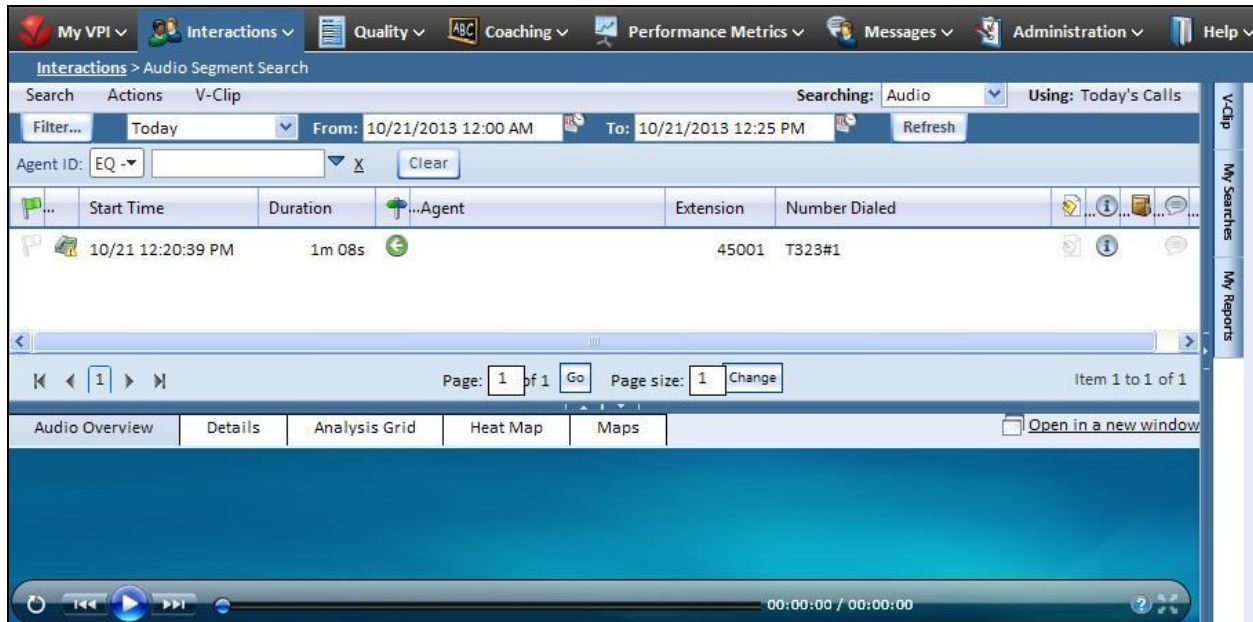 My VPI Interactions Quality ABC Coaching Performance Metrics Messages Administration Help
Interactions > Audio Segment Search
Search Actions V-Clip Searching: Audio Using: Today's Calls
Filter... Today From: 10/21/2013 12:00 AM To: 10/21/2013 12:25 PM Refresh
Agent ID: EQ - X Clear
... Start Time Duration ...Agent Extension Number Dialed ... ... ... ...
10/21 12:20:39 PM 1m 08s 45001 T323#1
1 Page: 1 of 1 Go Page size: 1 Change Item 1 to 1 of 1
Audio Overview Details Analysis Grid Heat Map Maps Open in a new window
00:00:00 / 00:00:00 ?
V-Clip
My Searches
My Reports